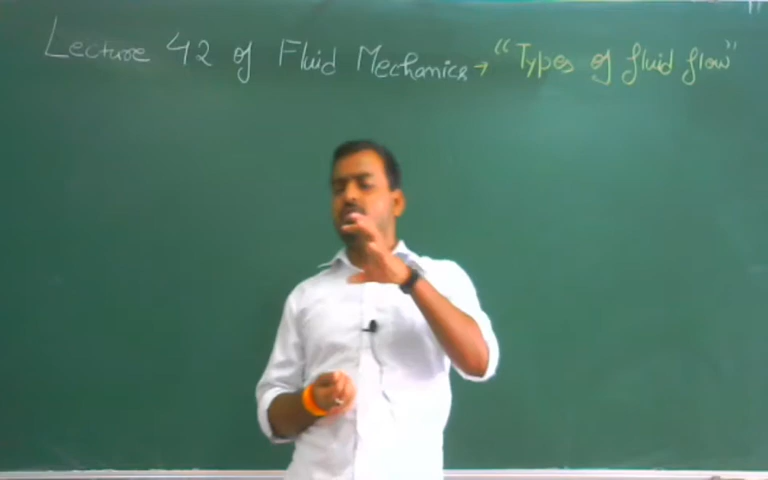 Lecture 42 of Fluid Mechanics → "Types of fluid flow"